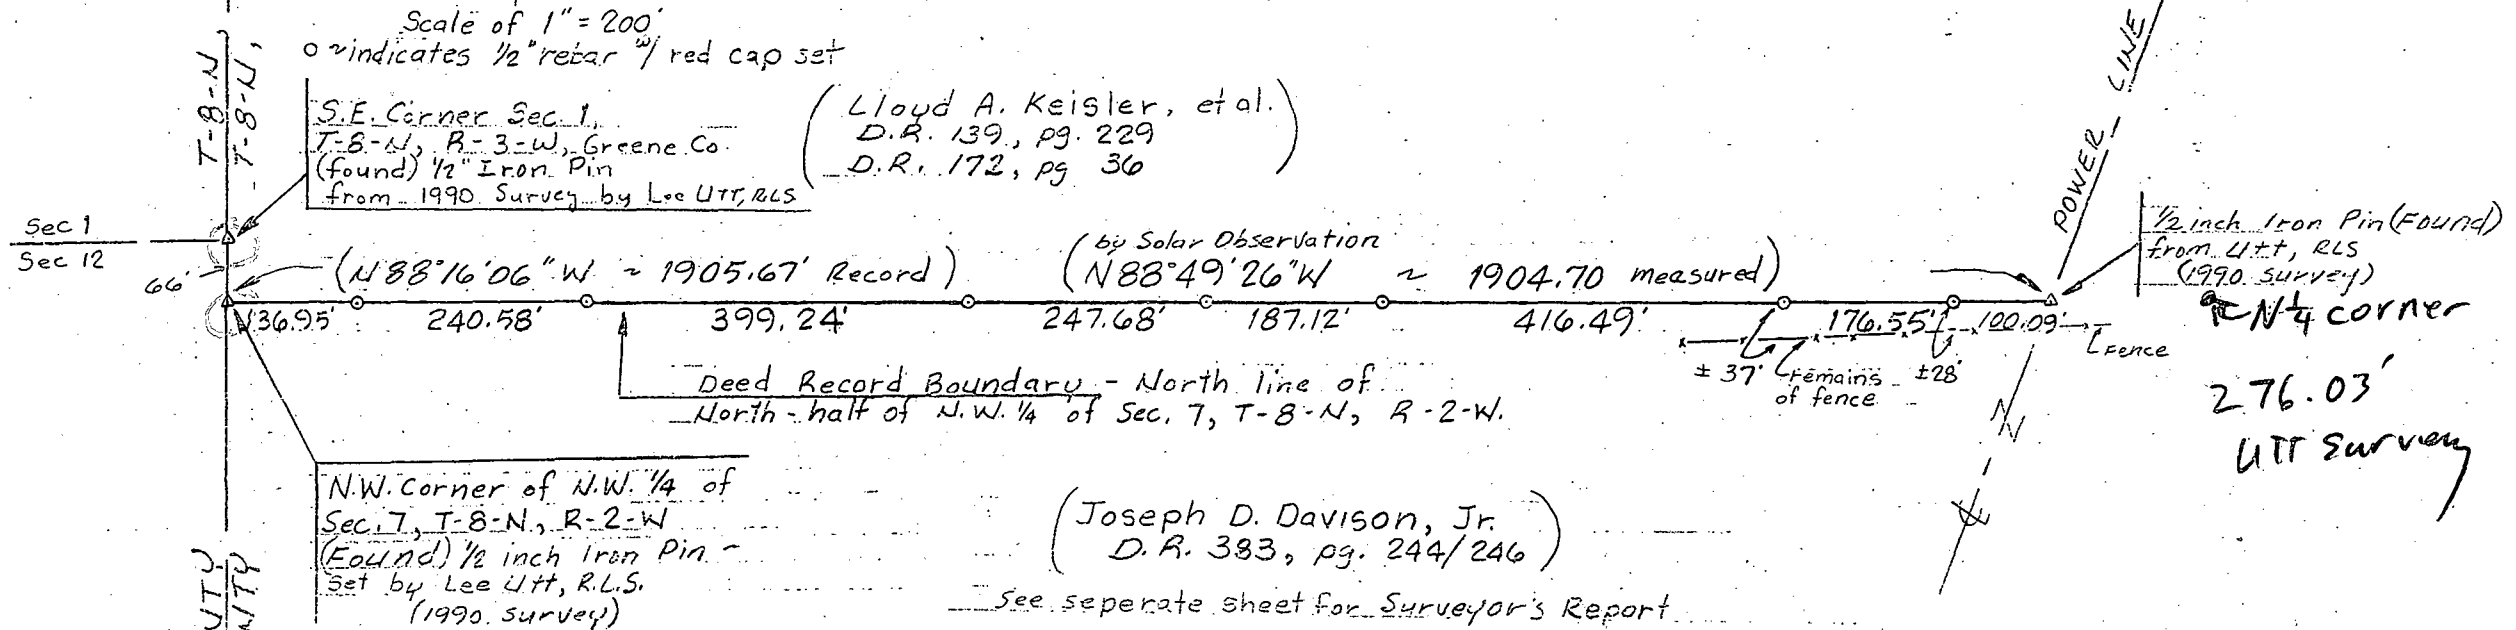 Scale of 1" = 200'
o ~ indicates 1/2" rebar w/ red cap set
T-8-N,
T-8-N,
S.E. Corner Sec. 1,
T-8-N, R-3-W, Greene Co.
(found) 1/2" Iron Pin
from 1990 Survey by Lee Utt, RLS
(Lloyd A. Keisler, et al.
D.R. 139, pg. 229
D.R. 172, pg 36)
POWER LINE
Sec 1
Sec 12
66'
(N88°16'06"W ~ 1905.67' Record)
(by Solar Observation
N88°49'26"W ~ 1904.70 measured)
1/2 inch Iron Pin (Found)
from Utt, RLS
(1990 survey)
N 1/4 corner
276.03'
UTT Survey
136.95' 240.58' 399.24' 247.68' 187.12' 416.49' 176.55' 100.09'
± 37' remains of fence ±28'
Fence
Deed Record Boundary - North line of
North-half of N.W. 1/4 of Sec. 7, T-8-N, R-2-W.
N.W. Corner of N.W. 1/4 of
Sec. 7, T-8-N, R-2-W
(Found) 1/2 inch Iron Pin -
set by Lee Utt, R.L.S.
(1990 survey)
(Joseph D. Davison, Jr.
D.R. 383, pg. 244/246)
See seperate sheet for Surveyor's Report